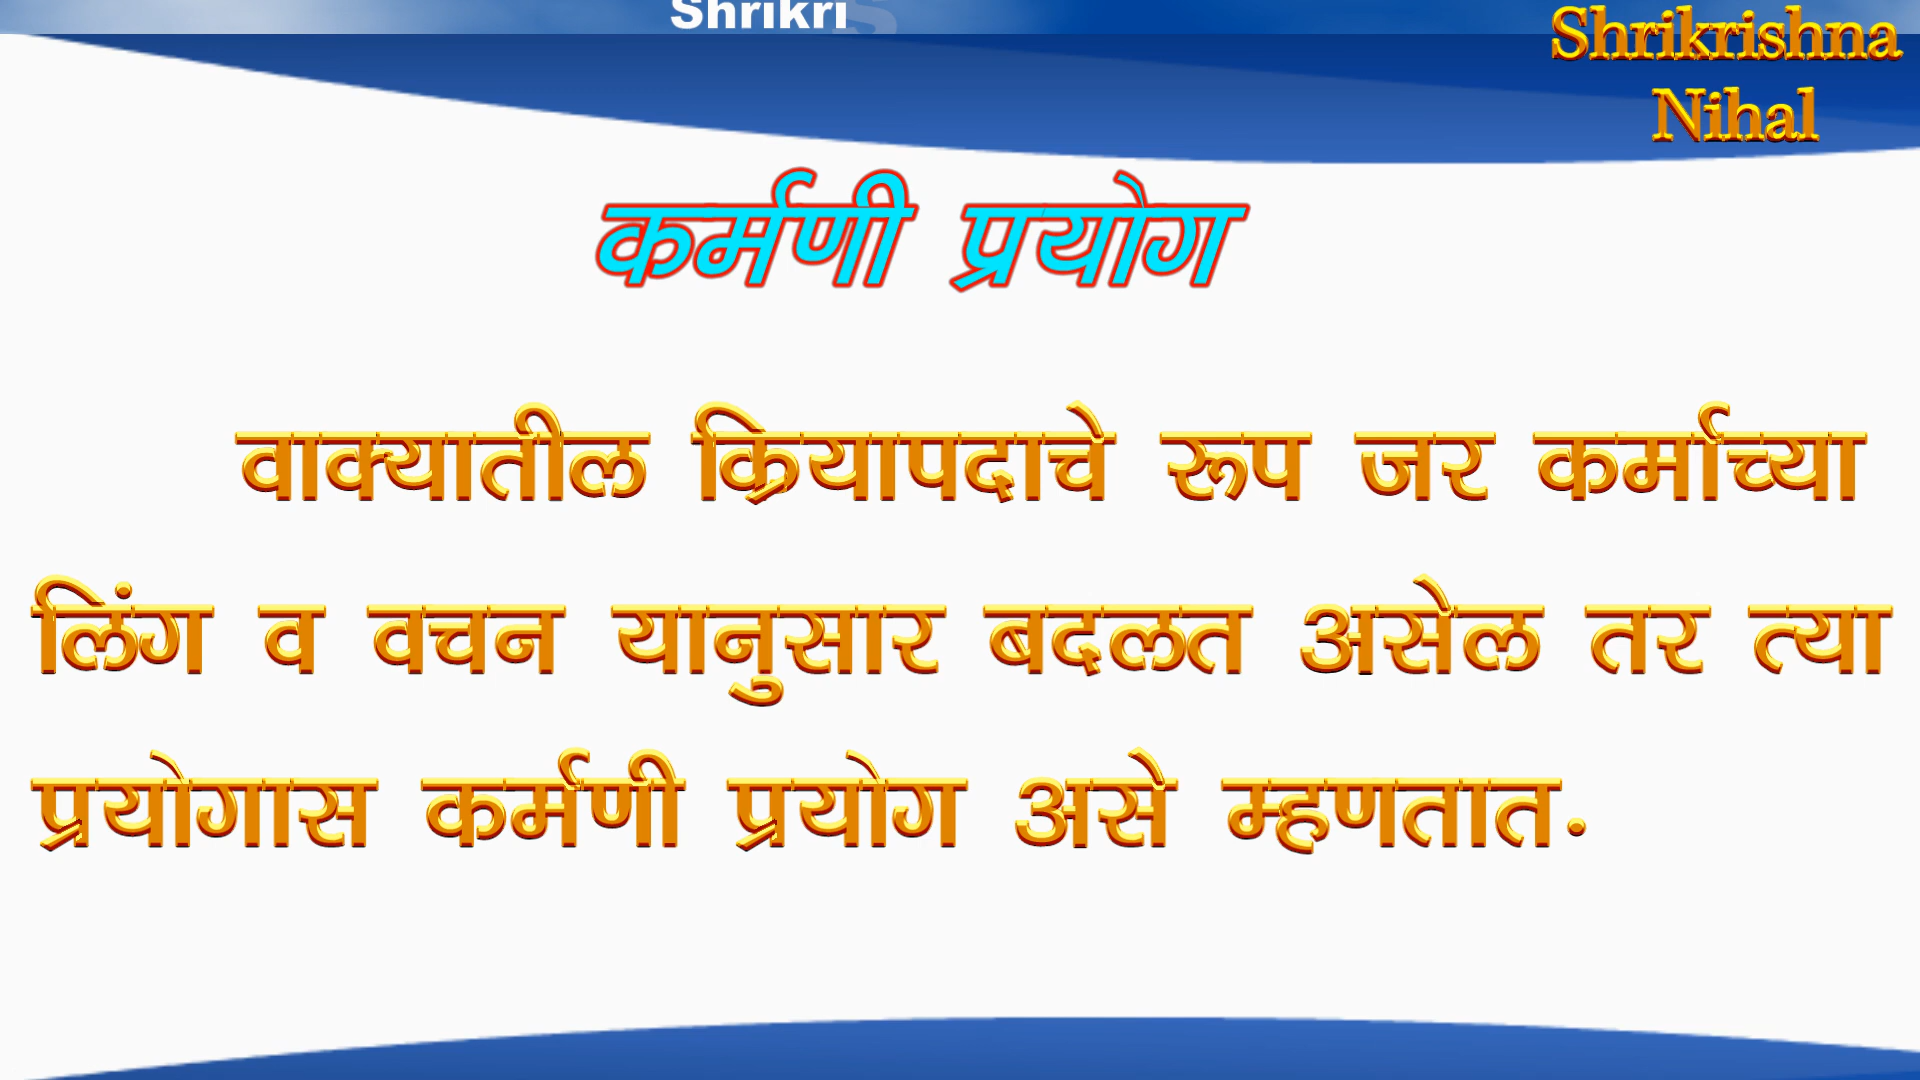 Shrikri
Shrikrishna
Nihal
कर्मणी प्रयोग
वाक्यातील क्रियापदाचे रूप जर कर्माच्या
लिंग व वचन यानुसार बदलत असेल तर त्या
प्रयोगास कर्मणी प्रयोग असे म्हणतात.